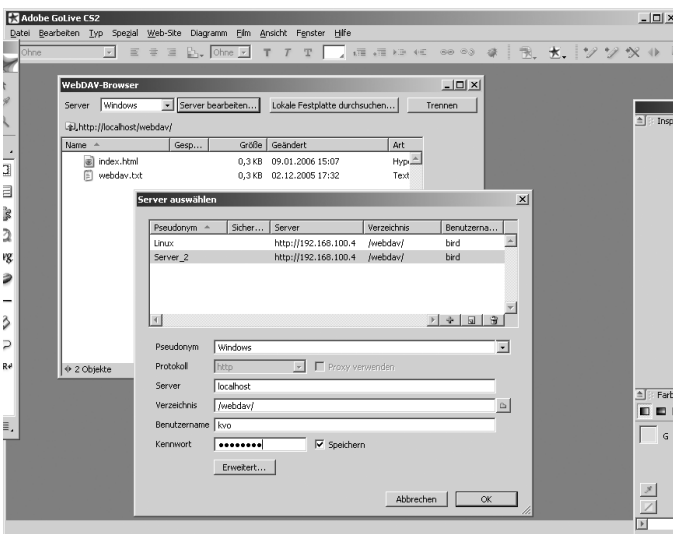 Adobe GoLive CS2
Datei Bearbeiten Typ Spezial Web-Site Diagramm Film Ansicht Fenster Hilfe
Ohne Ohne T T T
WebDAV-Browser
Server Windows Server bearbeiten... Lokale Festplatte durchsuchen... Trennen
http://localhost/webdav/
Name Gesp... Größe Geändert Art
index.html 0,3 KB 09.01.2006 15:07 Hype
webdav.txt 0,3 KB 02.12.2005 17:32 Text
2 Objekte
Server auswählen
Pseudonym Sicher... Server Verzeichnis Benutzerna...
Linux http://192.168.100.4 /webdav/ bird
Server_2 http://192.168.100.4 /webdav/ bird
Pseudonym Windows
Protokoll http Proxy verwenden
Server localhost
Verzeichnis /webdav/
Benutzername kvo
Kennwort ●●●●●●●● Speichern
Erweitert...
Abbrechen OK
Insp
Farb
G